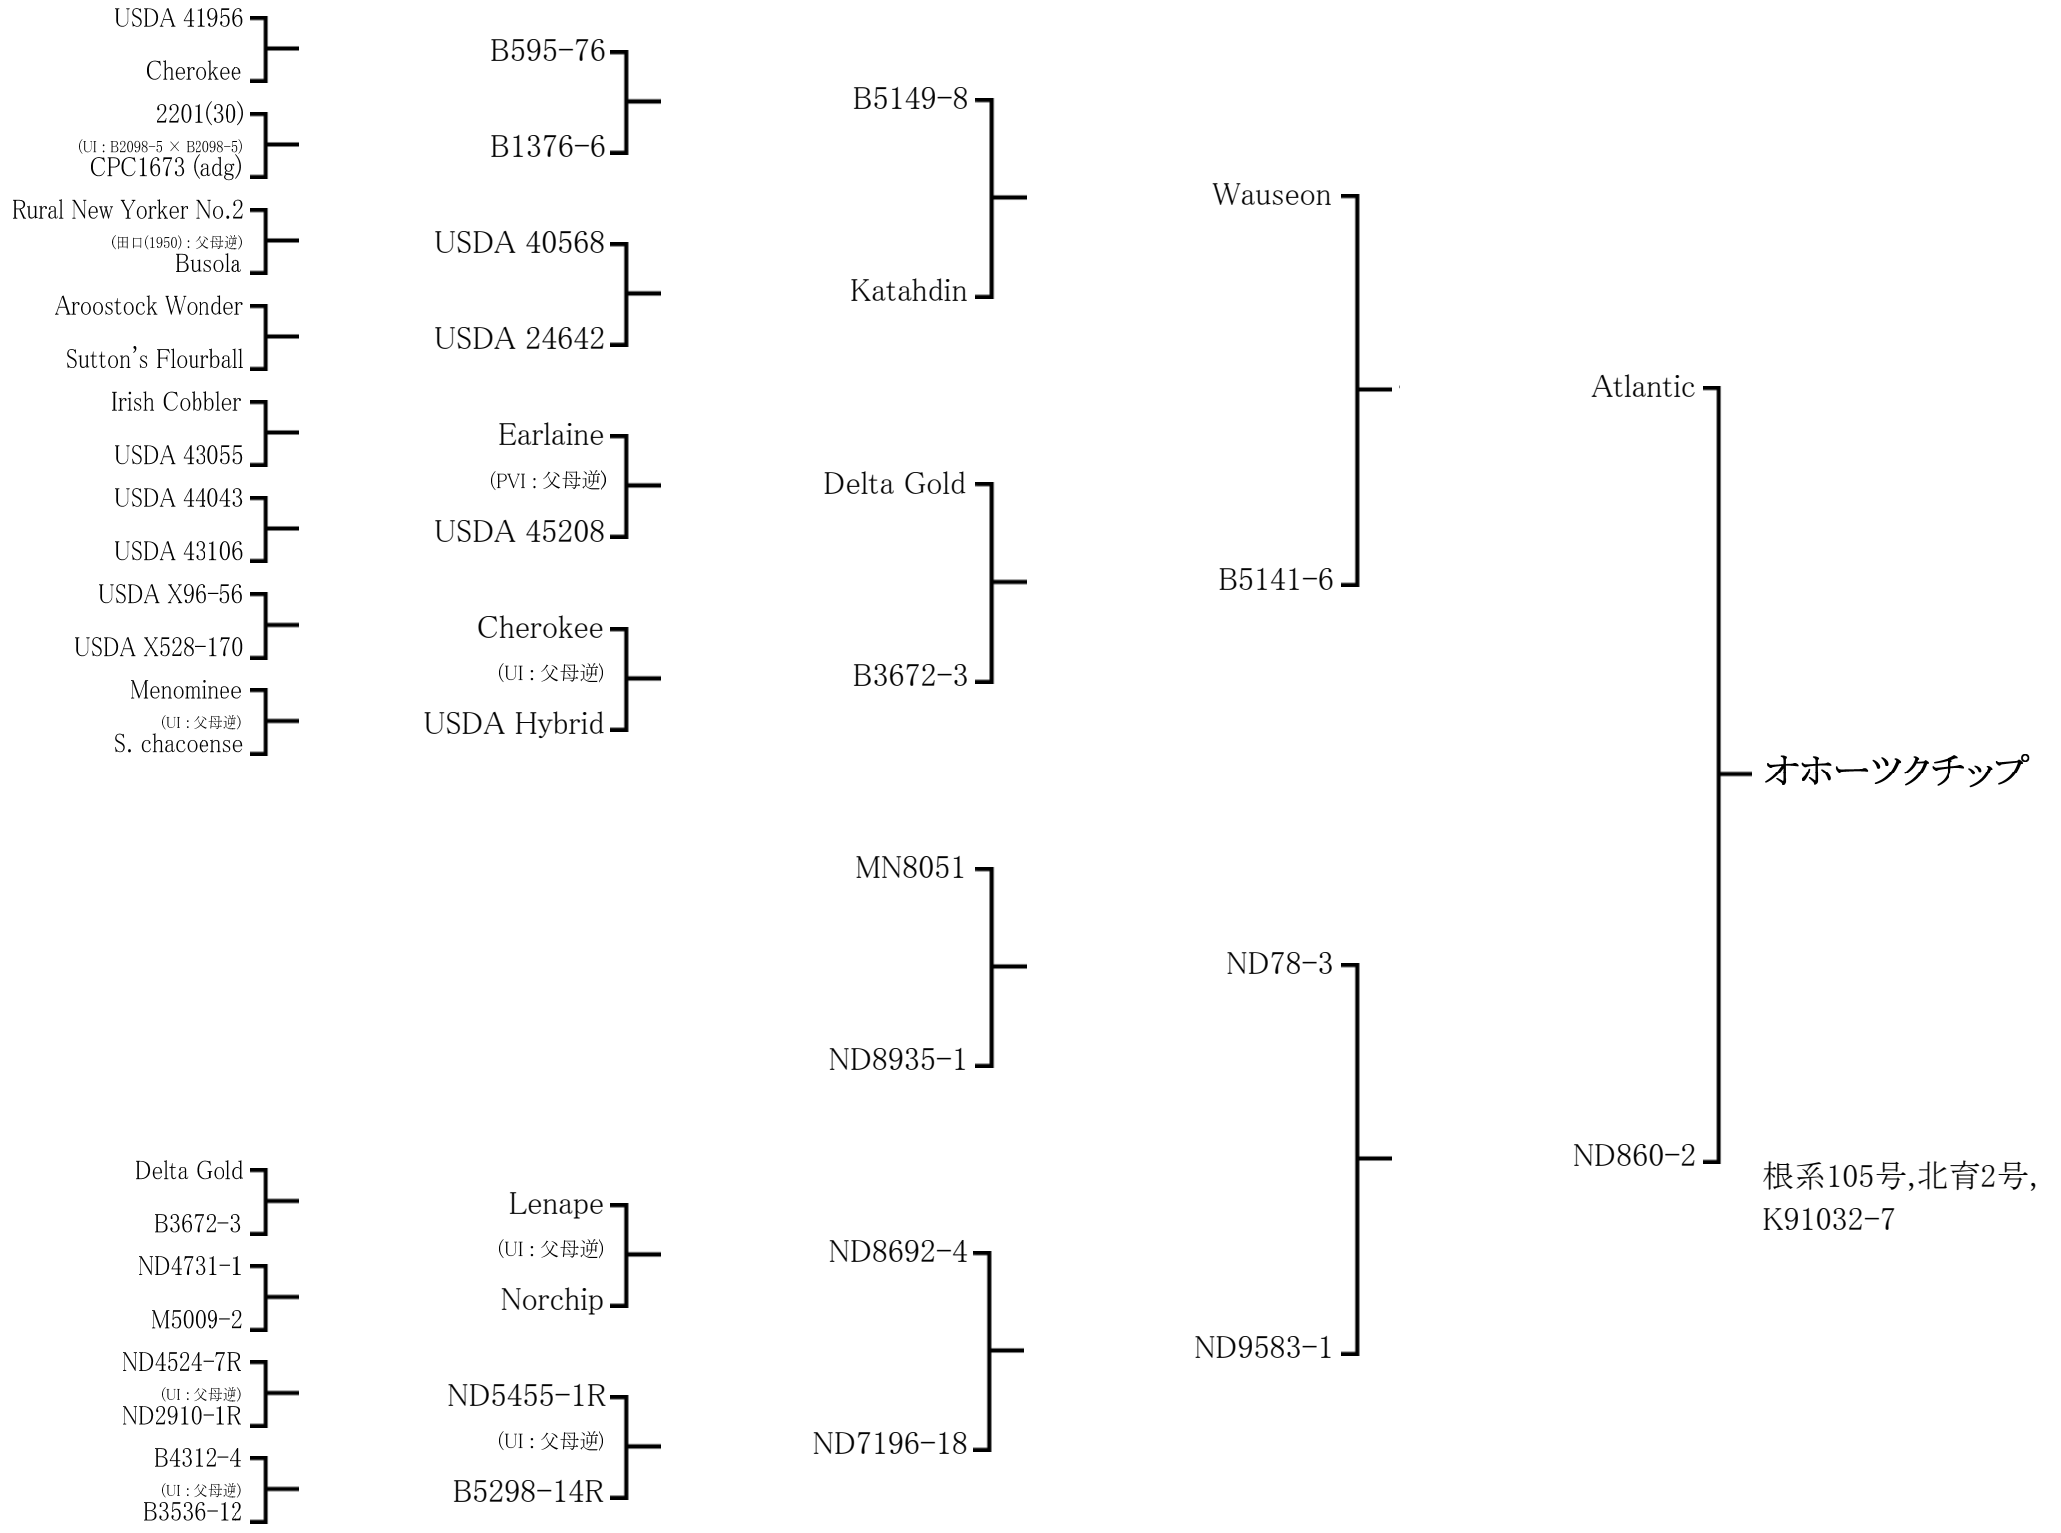 USDA 41956
Cherokee
2201(30)
(UI : B2098-5 × B2098-5)
CPC1673 (adg)
Rural New Yorker No.2
(田口(1950) : 父母逆)
Busola
Aroostock Wonder
Sutton's Flourball
Irish Cobbler
USDA 43055
USDA 44043
USDA 43106
USDA X96-56
USDA X528-170
Menominee
(UI : 父母逆)
S. chacoense
Delta Gold
B3672-3
ND4731-1
M5009-2
ND4524-7R
(UI : 父母逆)
ND2910-1R
B4312-4
(UI : 父母逆)
B3536-12
B595-76
B1376-6
USDA 40568
USDA 24642
Earlaine
(PVI : 父母逆)
USDA 45208
Cherokee
(UI : 父母逆)
USDA Hybrid
Lenape
(UI : 父母逆)
Norchip
ND5455-1R
(UI : 父母逆)
B5298-14R
B5149-8
Katahdin
Delta Gold
B3672-3
MN8051
ND8935-1
ND8692-4
ND7196-18
Wauseon
B5141-6
ND78-3
ND9583-1
Atlantic
ND860-2
オホーツクチップ
根系105号,北育2号,
K91032-7